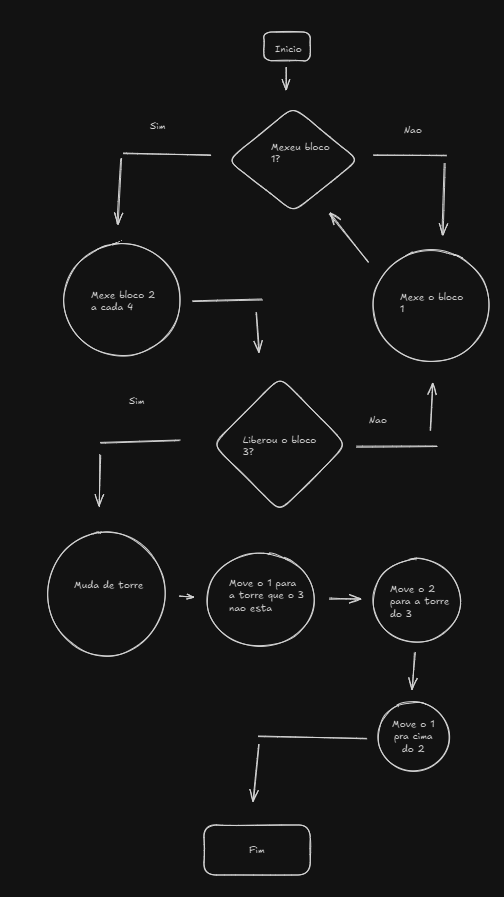 Inicio
Sim
Nao
Mexeu bloco
1?
Mexe bloco 2
a cada 4
Mexe o bloco
1
Sim
Nao
Liberou o bloco
3?
Muda de torre
Move o 1 para
a torre que o 3
nao esta
Move o 2
para a torre
do 3
Move o 1
pra cima
do 2
Fim